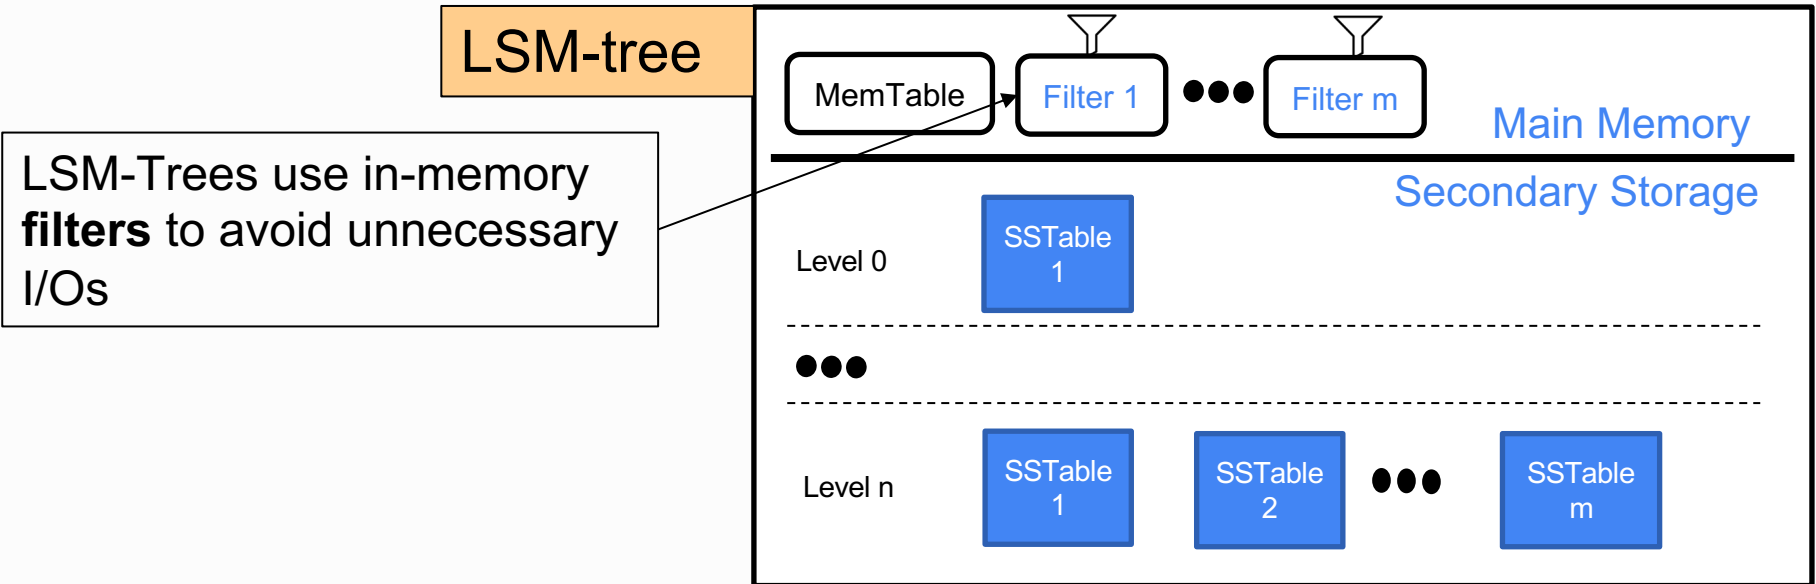 LSM-tree
LSM-Trees use in-memory
filters to avoid unnecessary
I/Os
MemTable
Filter 1
Filter m
Main Memory
Secondary Storage
Level 0
SSTable
1
Level n
SSTable
1
SSTable
2
SSTable
m